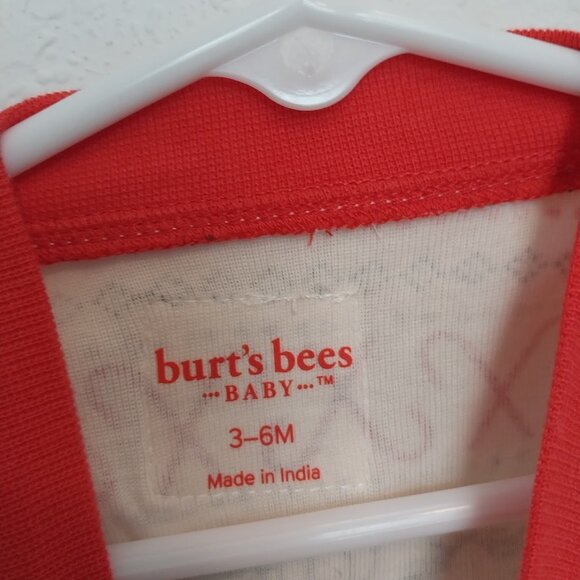 burt's bees
•••BABY•••™
3–6M
Made in India